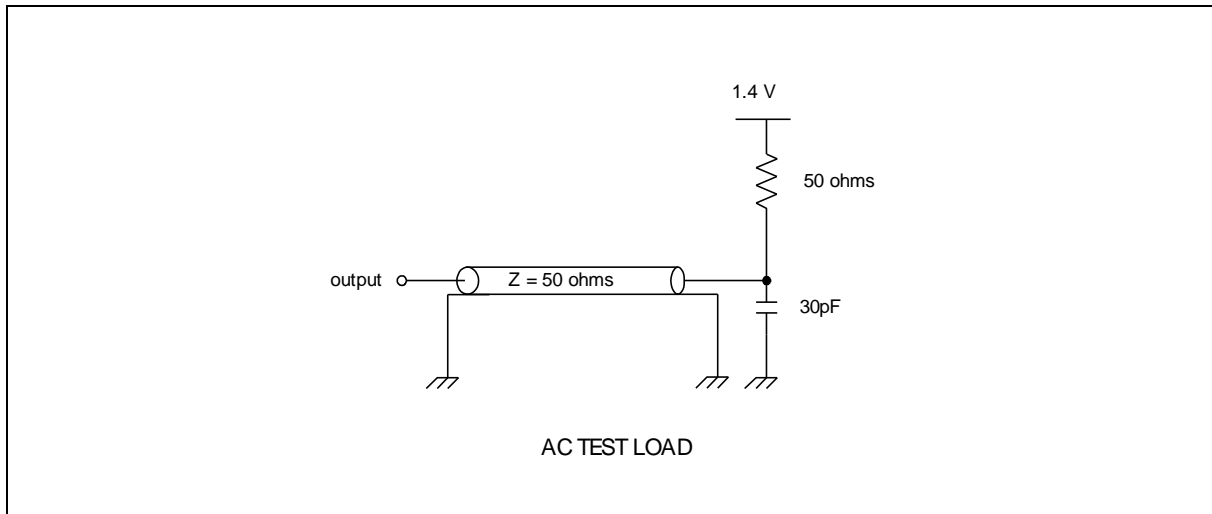 1.4 V
50 ohms
output
Z = 50 ohms
30pF
AC TEST LOAD